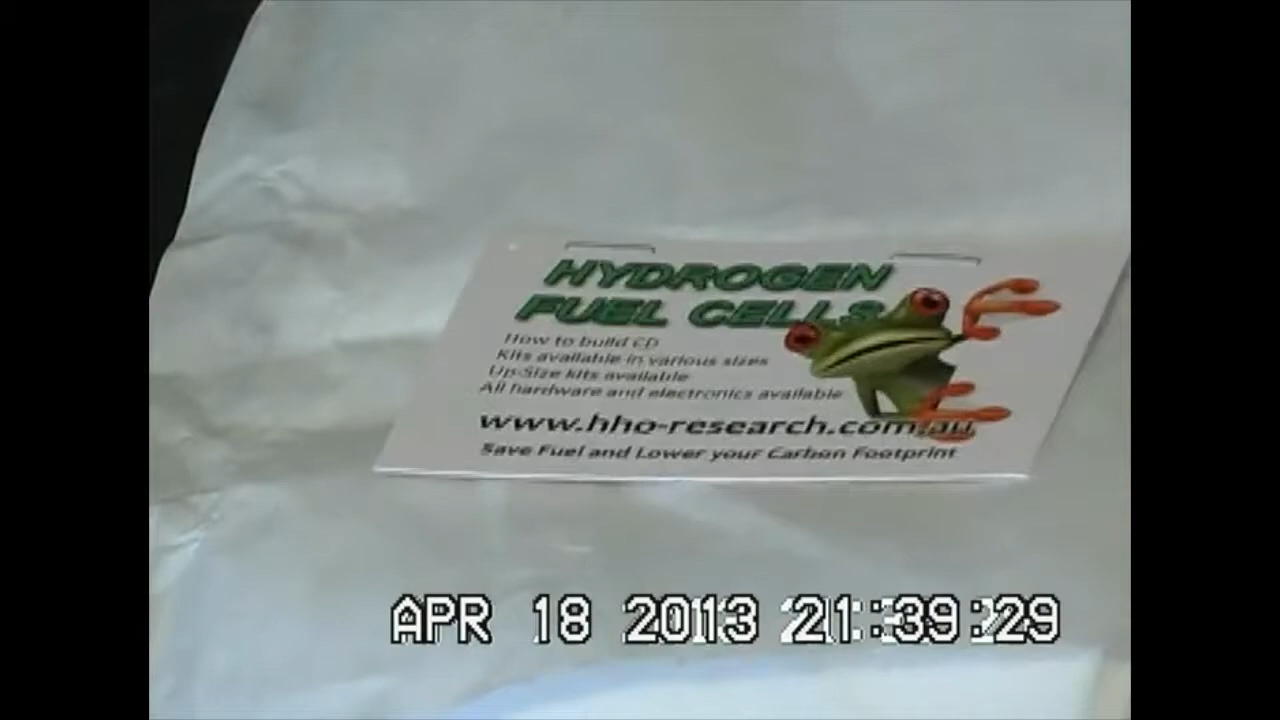 HYDROGEN
FUEL CELLS
How to build CD
Kits available in various sizes
Up-Size kits available
All hardware and electronics available
www.hho-research.com.au
Save Fuel and Lower your Carbon Footprint
APR 18 2013 21:39:29